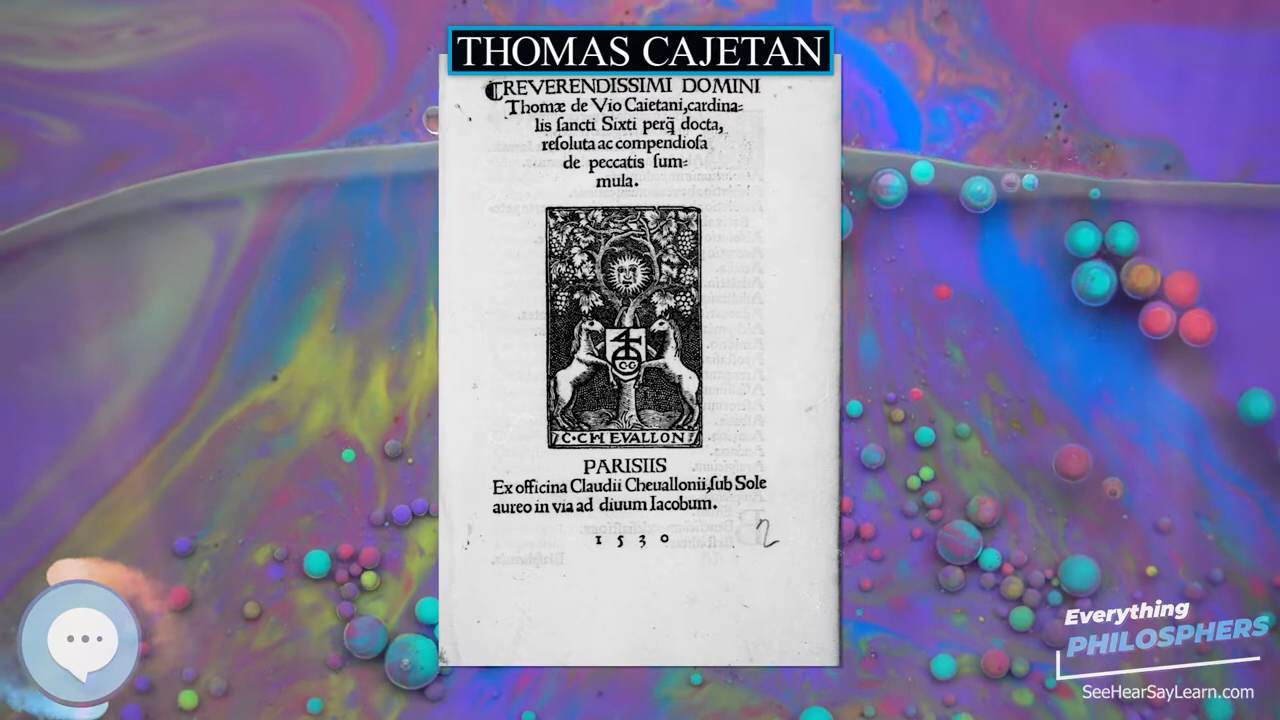 THOMAS CAJETAN
REVERENDISSIMI DOMINI
Thomæ de Vio Caietani,cardina=
lis ſancti Sixti perq̃ docta,
reſoluta ac compendioſa
de peccatis ſum=
mula.
C·CHEVALLON
PARISIIS
Ex officina Claudii Cheuallonii,ſub Sole
aureo in via ad diuum Iacobum.
1530
2
Everything
PHILOSPHERS
SeeHearSayLearn.com